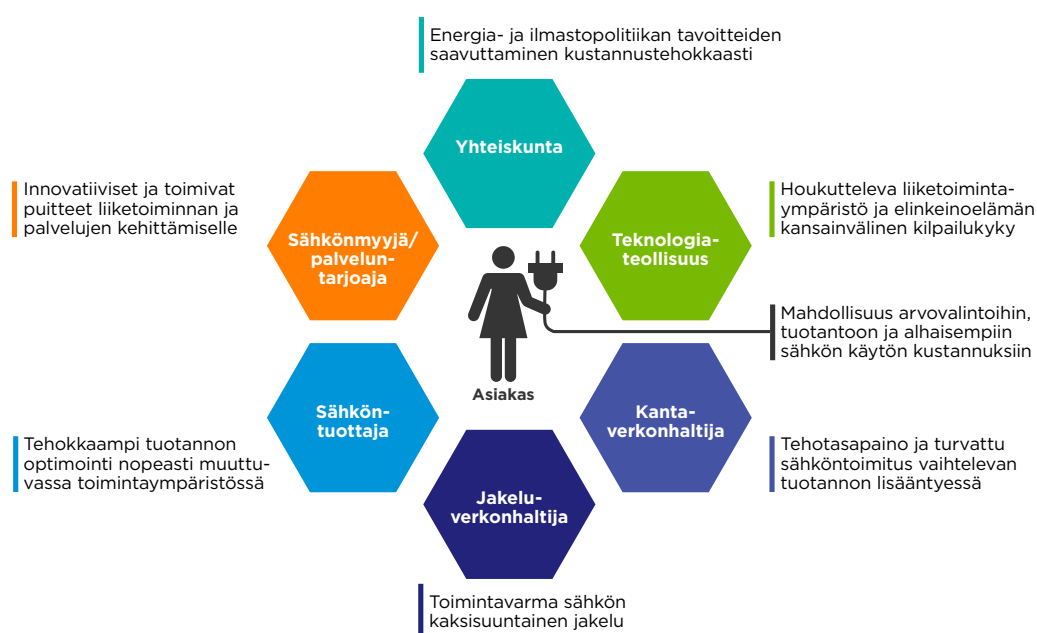 Energia- ja ilmastopolitiikan tavoitteiden
saavuttaminen kustannustehokkaasti
Yhteiskunta
Innovatiiviset ja toimivat
puitteet liiketoiminnan ja
palvelujen kehittämiselle
Sähkönmyyjä/
palvelun-
tarjoaja
Teknologia-
teollisuus
Houkutteleva liiketoiminta-
ympäristö ja elinkeinoelämän
kansainvälinen kilpailukyky
Mahdollisuus arvovalintoihin,
tuotantoon ja alhaisempiin
sähkön käytön kustannuksiin
Asiakas
Sähkön-
tuottaja
Kanta-
verkonhaltija
Tehokkaampi tuotannon
optimointi nopeasti muuttu-
vassa toimintaympäristössä
Tehotasapaino ja turvattu
sähköntoimitus vaihtelevan
tuotannon lisääntyessä
Jakelu-
verkonhaltija
Toimintavarma sähkön
kaksisuuntainen jakelu